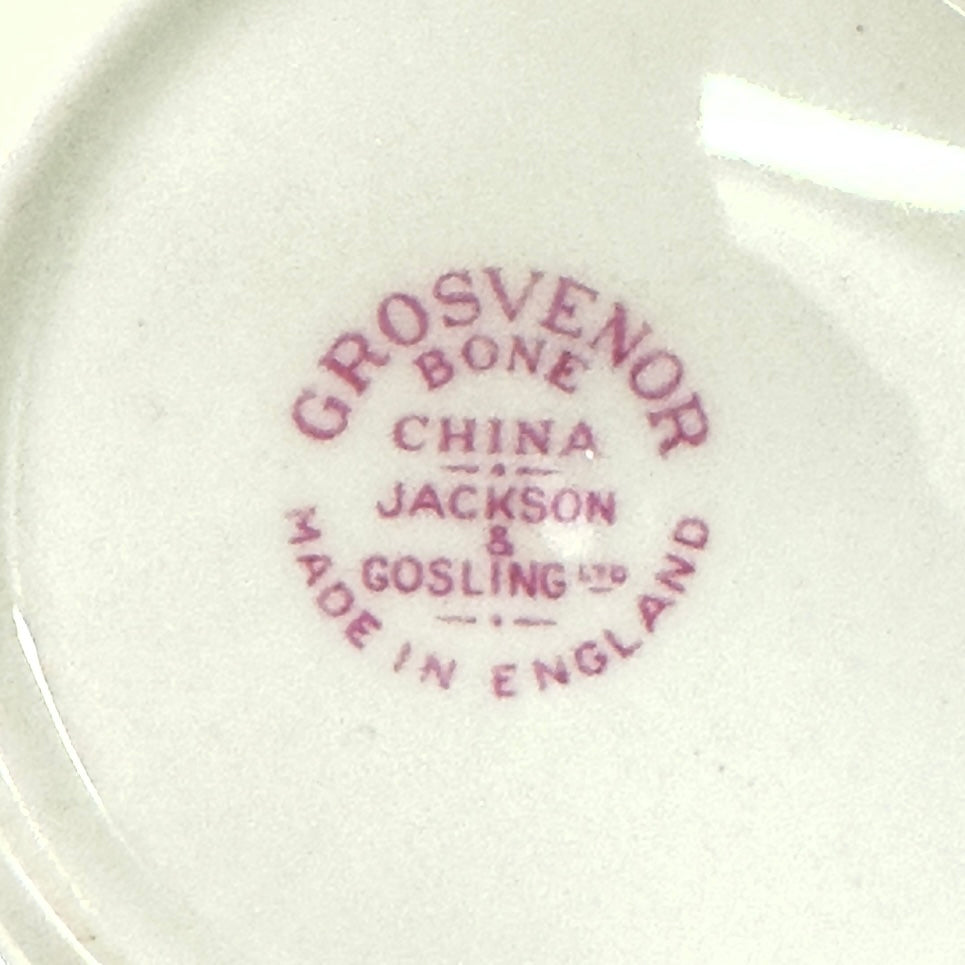 GROSVENOR
BONE
CHINA
JACKSON
&
GOSLING LTD
MADE IN ENGLAND